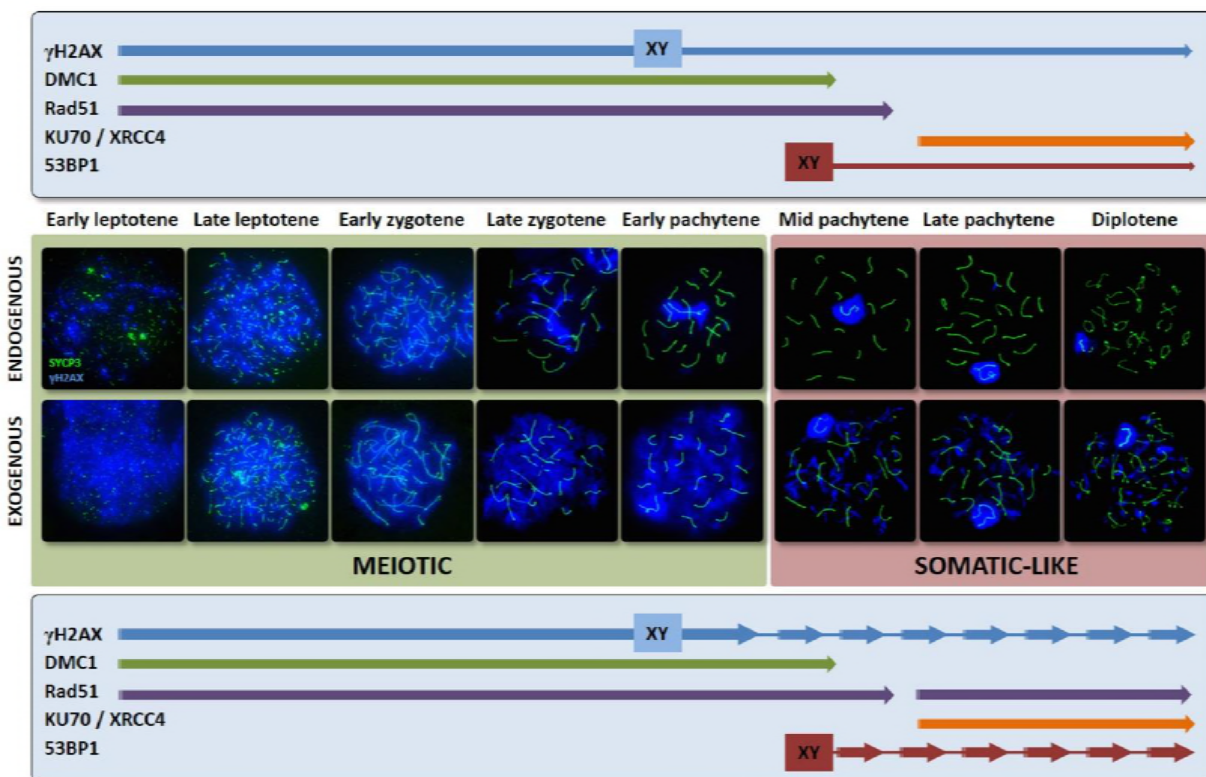 γH2AX
XY
DMC1
Rad51
KU70 / XRCC4
53BP1
XY
Early leptotene Late leptotene Early zygotene Late zygotene Early pachytene Mid pachytene Late pachytene Diplotene
ENDOGENOUS
SYCP3
γH2AX
EXOGENOUS
MEIOTIC SOMATIC-LIKE
γH2AX
XY
DMC1
Rad51
KU70 / XRCC4
53BP1
XY